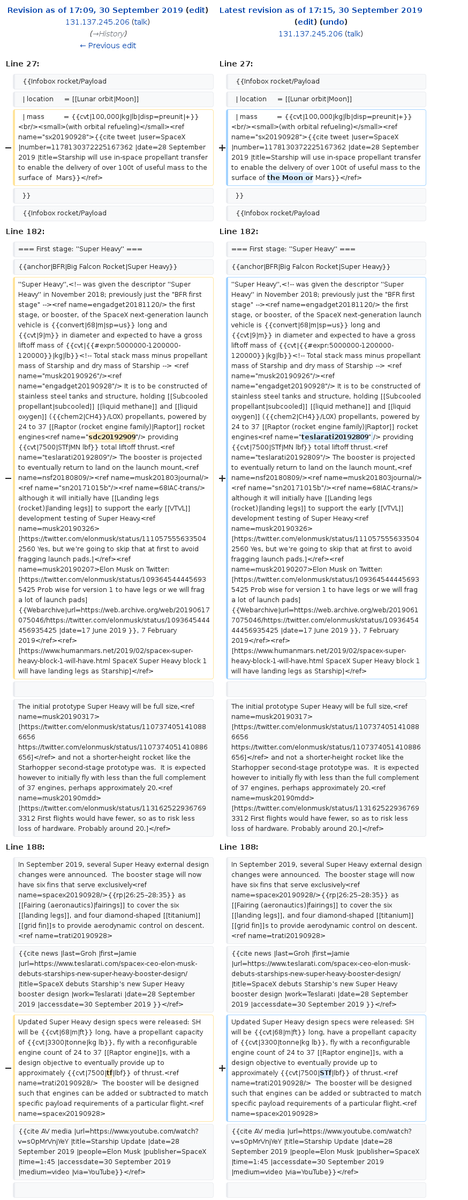 Revision as of 17:09, 30 September 2019 (edit)
131.137.245.206 (talk)
(→History)
← Previous edit
Latest revision as of 17:15, 30 September 2019
(edit) (undo)
131.137.245.206 (talk)
Line 27:
Line 27:
{{Infobox rocket/Payload
{{Infobox rocket/Payload
| location = [[Lunar orbit|Moon]]
| location = [[Lunar orbit|Moon]]
−
| mass = {{cvt|100,000|kg|lb|disp=preunit|+}}
<br/><small>(with orbital refueling)</small><ref
name="sx20190928">{{cite tweet |user=SpaceX
|number=1178130372225167362 |date=28 September
2019 |title=Starship will use in-space propellant transfer
to enable the delivery of over 100t of useful mass to the
surface of Mars}}</ref>
+
| mass = {{cvt|100,000|kg|lb|disp=preunit|+}}
<br/><small>(with orbital refueling)</small><ref
name="sx20190928">{{cite tweet |user=SpaceX
|number=1178130372225167362 |date=28 September
2019 |title=Starship will use in-space propellant transfer
to enable the delivery of over 100t of useful mass to the
surface of the Moon or Mars}}</ref>
}}
}}
{{Infobox rocket/Payload
{{Infobox rocket/Payload
Line 182:
Line 182:
=== First stage: "Super Heavy" ===
=== First stage: "Super Heavy" ===
{{anchor|BFR|Big Falcon Rocket|Super Heavy}}
{{anchor|BFR|Big Falcon Rocket|Super Heavy}}
−
"Super Heavy",<!-- was given the descriptor "Super
Heavy" in November 2018; previously just the "BFR first
stage" --><ref name=engadget20181120/> the first
stage, or booster, of the SpaceX next-generation launch
vehicle is {{convert|68|m|sp=us}} long and
{{cvt|9|m}} in diameter and expected to have a gross
liftoff mass of {{cvt|{{#expr:5000000-1200000-
120000}}|kg|lb}}<!-- Total stack mass minus propellant
mass of Starship and dry mass of Starship --> <ref
name="musk20190926"/><ref
name="engadget20190928"/> It is to be constructed of
stainless steel tanks and structure, holding [[Subcooled
propellant|subcooled]] [[liquid methane]] and [[liquid
oxygen]] ({{chem2|CH4}}/LOX) propellants, powered by
24 to 37 [[Raptor (rocket engine family)|Raptor]] rocket
engines<ref name="sdc20192909"/> providing
{{cvt|7500|STf|MN lbf}} total liftoff thrust.<ref
name="teslarati20192809"/> The booster is projected
to eventually return to land on the launch mount,<ref
name=nsf20180809/><ref name=musk201803journal/>
<ref name="sn20171015b"/><ref name=68IAC-trans/>
although it will initially have [[Landing legs
(rocket)|landing legs]] to support the early [[VTVL]]
development testing of Super Heavy.<ref
name=musk20190326>
[https://twitter.com/elonmusk/status/111057555633504
2560 Yes, but we're going to skip that at first to avoid
fragging launch pads.]</ref><ref
name=musk20190207>Elon Musk on Twitter:
[https://twitter.com/elonmusk/status/109364544445693
5425 Prob wise for version 1 to have legs or we will frag
a lot of launch pads]
{{Webarchive|url=https://web.archive.org/web/20190617
075046/https://twitter.com/elonmusk/status/1093645444
456935425 |date=17 June 2019 }}, 7 February
2019</ref><ref>
[https://www.humanmars.net/2019/02/spacex-super-
heavy-block-1-will-have.html SpaceX Super Heavy block 1
will have landing legs as Starship]</ref>
+
"Super Heavy",<!-- was given the descriptor "Super
Heavy" in November 2018; previously just the "BFR first
stage" --><ref name=engadget20181120/> the first
stage, or booster, of the SpaceX next-generation launch
vehicle is {{convert|68|m|sp=us}} long and
{{cvt|9|m}} in diameter and expected to have a gross
liftoff mass of {{cvt|{{#expr:5000000-1200000-
120000}}|kg|lb}}<!-- Total stack mass minus propellant
mass of Starship and dry mass of Starship --> <ref
name="musk20190926"/><ref
name="engadget20190928"/> It is to be constructed of
stainless steel tanks and structure, holding [[Subcooled
propellant|subcooled]] [[liquid methane]] and [[liquid
oxygen]] ({{chem2|CH4}}/LOX) propellants, powered by
24 to 37 [[Raptor (rocket engine family)|Raptor]] rocket
engines<ref name="teslarati20192809"/> providing
{{cvt|7500|STf|MN lbf}} total liftoff thrust.<ref
name="teslarati20192809"/> The booster is projected
to eventually return to land on the launch mount,<ref
name=nsf20180809/><ref name=musk201803journal/>
<ref name="sn20171015b"/><ref name=68IAC-trans/>
although it will initially have [[Landing legs
(rocket)|landing legs]] to support the early [[VTVL]]
development testing of Super Heavy.<ref
name=musk20190326>
[https://twitter.com/elonmusk/status/111057555633504
2560 Yes, but we're going to skip that at first to avoid
fragging launch pads.]</ref><ref
name=musk20190207>Elon Musk on Twitter:
[https://twitter.com/elonmusk/status/109364544445693
5425 Prob wise for version 1 to have legs or we will frag
a lot of launch pads]
{{Webarchive|url=https://web.archive.org/web/2019061
7075046/https://twitter.com/elonmusk/status/10936454
44456935425 |date=17 June 2019 }}, 7 February
2019</ref><ref>
[https://www.humanmars.net/2019/02/spacex-super-
heavy-block-1-will-have.html SpaceX Super Heavy block 1
will have landing legs as Starship]</ref>
The initial prototype Super Heavy will be full size,<ref
name=musk20190317>
[https://twitter.com/elonmusk/status/110737405141088
6656
https://twitter.com/elonmusk/status/1107374051410886
656]</ref> and not a shorter-height rocket like the
Starhopper second-stage prototype was. It is expected
however to initially fly with less than the full complement
of 37 engines, perhaps approximately 20.<ref
name=musk20190mdd>
[https://twitter.com/elonmusk/status/113162522936769
3312 First flights would have fewer, so as to risk less
loss of hardware. Probably around 20.]</ref>
The initial prototype Super Heavy will be full size,<ref
name=musk20190317>
[https://twitter.com/elonmusk/status/110737405141088
6656
https://twitter.com/elonmusk/status/1107374051410886
656]</ref> and not a shorter-height rocket like the
Starhopper second-stage prototype was. It is expected
however to initially fly with less than the full complement
of 37 engines, perhaps approximately 20.<ref
name=musk20190mdd>
[https://twitter.com/elonmusk/status/113162522936769
3312 First flights would have fewer, so as to risk less
loss of hardware. Probably around 20.]</ref>
Line 188:
Line 188:
In September 2019, several Super Heavy external design
changes were announced. The booster stage will now
have six fins that serve exclusively<ref
name=spacex20190928/>{{rp|26:25–28:35}} as
[[Fairing (aeronautics)|fairings]] to cover the six
[[landing legs]], and four diamond-shaped [[titanium]]
[[grid fin]]s to provide aerodynamic control on descent.
<ref name=trati20190928>
In September 2019, several Super Heavy external design
changes were announced. The booster stage will now
have six fins that serve exclusively<ref
name=spacex20190928/>{{rp|26:25–28:35}} as
[[Fairing (aeronautics)|fairings]] to cover the six
[[landing legs]], and four diamond-shaped [[titanium]]
[[grid fin]]s to provide aerodynamic control on descent.
<ref name=trati20190928>
{{cite news |last=Groh |first=Jamie
|url=https://www.teslarati.com/spacex-ceo-elon-musk-
debuts-starships-new-super-heavy-booster-design/
|title=SpaceX debuts Starship's new Super Heavy
booster design |work=Teslarati |date=28 September
2019 |accessdate=30 September 2019 }}</ref>
{{cite news |last=Groh |first=Jamie
|url=https://www.teslarati.com/spacex-ceo-elon-musk-
debuts-starships-new-super-heavy-booster-design/
|title=SpaceX debuts Starship's new Super Heavy
booster design |work=Teslarati |date=28 September
2019 |accessdate=30 September 2019 }}</ref>
−
Updated Super Heavy design specs were released: SH
will be {{cvt|68|m|ft}} long, have a propellant capacity
of {{cvt|3300|tonne|kg lb}}, fly with a reconfigurable
engine count of 24 to 37 [[Raptor engine]]s, with a
design objective to eventually provide up to
approximately {{cvt|7500|tf|lbf}} of thrust.<ref
name=trati20190928/> The booster will be designed
such that engines can be added or subtracted to match
specific payload requirements of a particular flight.<ref
name=spacex20190928>
+
Updated Super Heavy design specs were released: SH
will be {{cvt|68|m|ft}} long, have a propellant capacity
of {{cvt|3300|tonne|kg lb}}, fly with a reconfigurable
engine count of 24 to 37 [[Raptor engine]]s, with a
design objective to eventually provide up to
approximately {{cvt|7500|STf|lbf}} of thrust.<ref
name=trati20190928/> The booster will be designed
such that engines can be added or subtracted to match
specific payload requirements of a particular flight.<ref
name=spacex20190928>
{{cite AV media |url=https://www.youtube.com/watch?
v=sOpMrVnjYeY |title=Starship Update |date=28
September 2019 |people=Elon Musk |publisher=SpaceX
|time=1:45 |accessdate=30 September 2019
|medium=video |via=YouTube}}</ref>
{{cite AV media |url=https://www.youtube.com/watch?
v=sOpMrVnjYeY |title=Starship Update |date=28
September 2019 |people=Elon Musk |publisher=SpaceX
|time=1:45 |accessdate=30 September 2019
|medium=video |via=YouTube}}</ref>